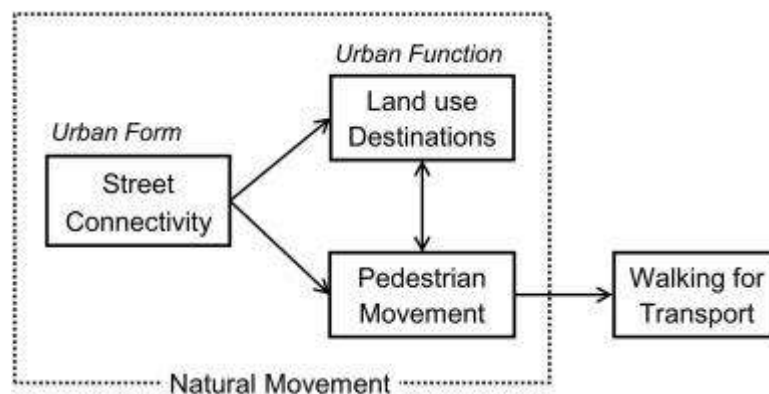 Urban Function
Land use
Destinations
Urban Form
Street
Connectivity
Pedestrian
Movement
Walking for
Transport
Natural Movement